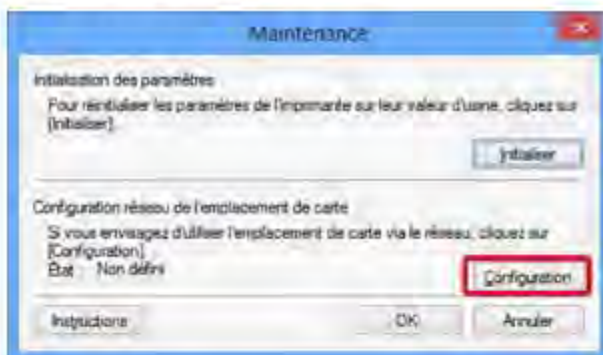 Maintenance
Initialisation des paramètres
Pour réinitialiser les paramètres de l'imprimante sur leur valeur d'usine, cliquez sur
[Initialiser].
Initialiser
Configuration réseau de l'emplacement de carte
Si vous envisagez d'utiliser l'emplacement de carte via le réseau, cliquez sur
[Configuration].
État : Non défini
Configuration
Instructions
OK
Annuler